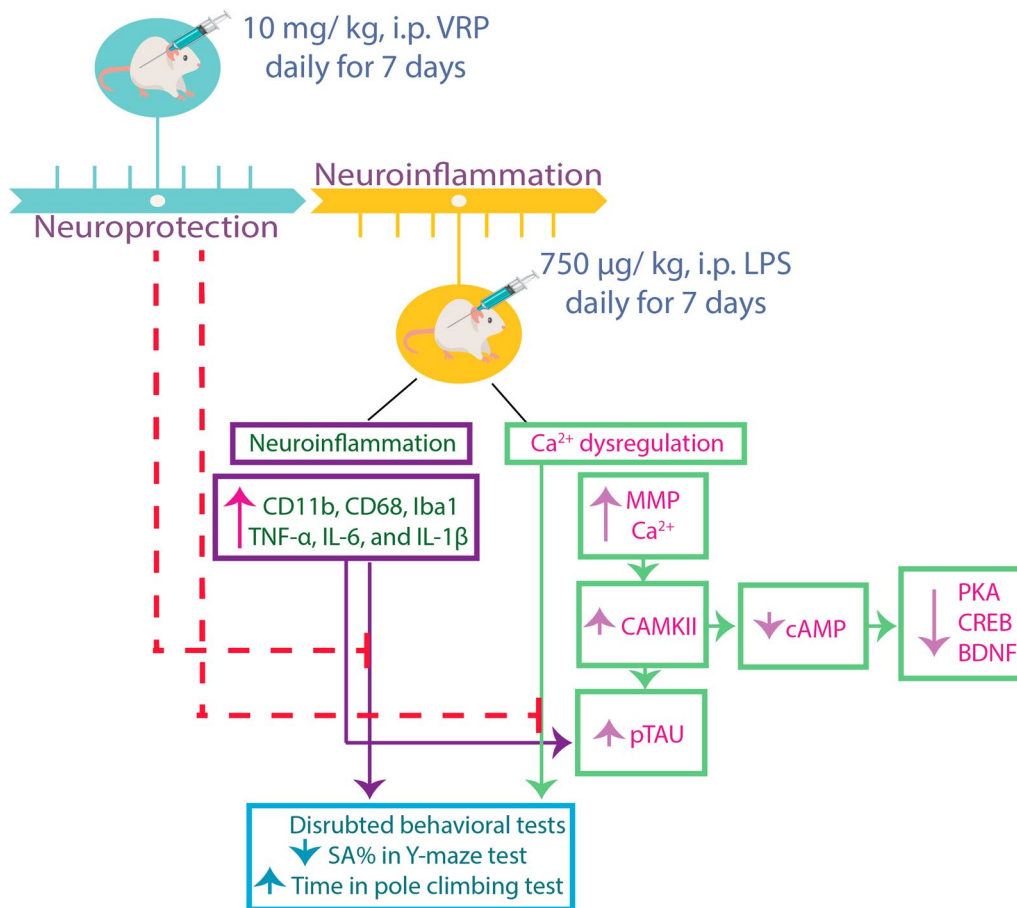 10 mg/ kg, i.p. VRP
daily for 7 days
Neuroinflammation
Neuroprotection
750 µg/ kg, i.p. LPS
daily for 7 days
Neuroinflammation
Ca²⁺ dysregulation
CD11b, CD68, Iba1
TNF-α, IL-6, and IL-1β
MMP
Ca²⁺
CAMKII
cAMP
PKA
CREB
BDNF
pTAU
Disrubted behavioral tests
SA% in Y-maze test
Time in pole climbing test